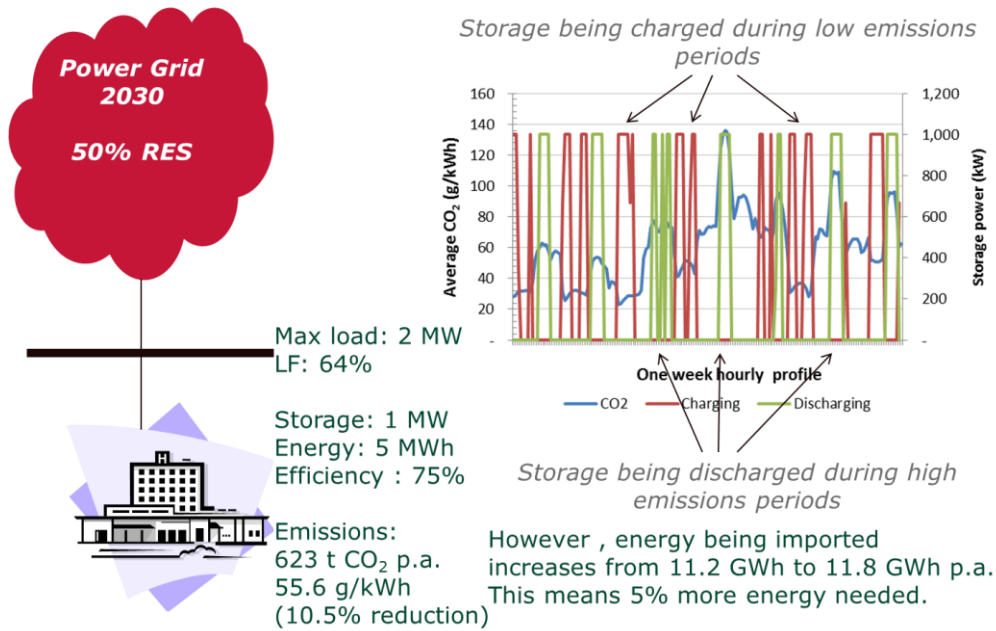 Power Grid
2030
50% RES
Max load: 2 MW
LF: 64%
Storage: 1 MW
Energy: 5 MWh
Efficiency : 75%
Emissions:
623 t CO₂ p.a.
55.6 g/kWh
(10.5% reduction)
H
Storage being charged during low emissions
periods
160
140
120
100
80
60
40
20
-
Average CO₂ (g/kWh)
1,200
1,000
800
600
400
200
-
Storage power (kW)
One week hourly profile
CO2 Charging Discharging
Storage being discharged during high
emissions periods
However , energy being imported
increases from 11.2 GWh to 11.8 GWh p.a.
This means 5% more energy needed.